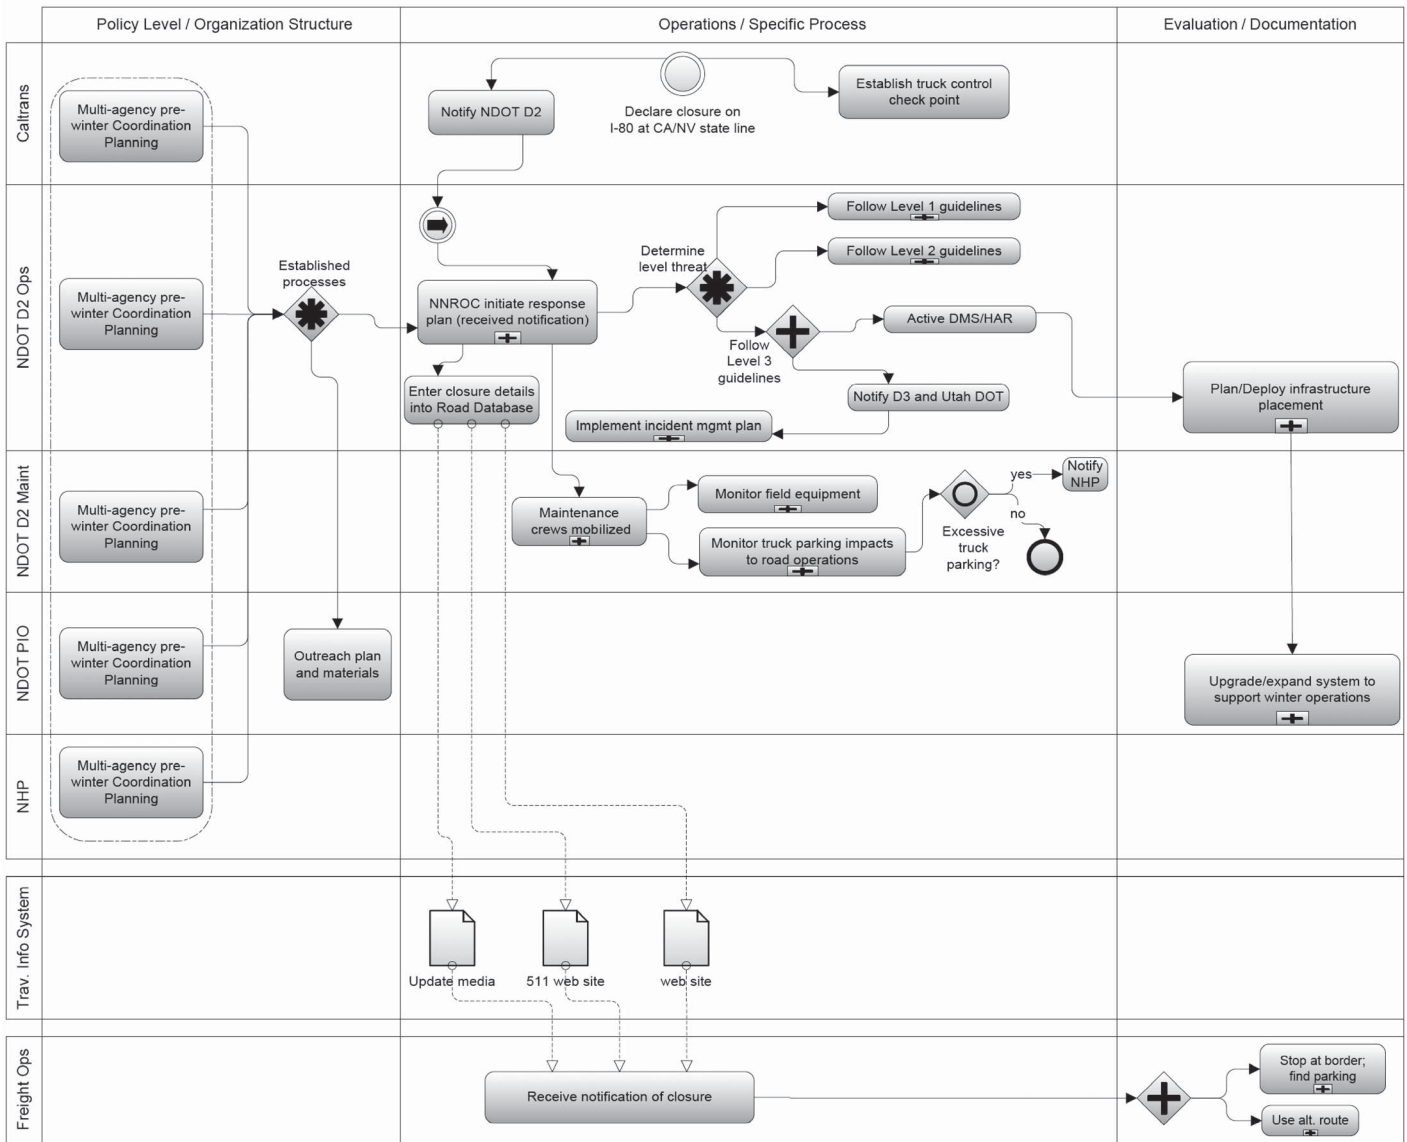 Policy Level / Organization Structure
Operations / Specific Process
Evaluation / Documentation
Caltrans
Multi-agency pre-
winter Coordination
Planning
Notify NDOT D2
Declare closure on
I-80 at CA/NV state line
Establish truck control
check point
NDOT D2 Ops
Multi-agency pre-
winter Coordination
Planning
Established
processes
NNROC initiate response
plan (received notification)
Enter closure details
into Road Database
Determine
level threat
Follow Level 1 guidelines
Follow Level 2 guidelines
Follow
Level 3
guidelines
Active DMS/HAR
Notify D3 and Utah DOT
Implement incident mgmt plan
Plan/Deploy infrastructure
placement
NDOT D2 Maint
Multi-agency pre-
winter Coordination
Planning
Maintenance
crews mobilized
Monitor field equipment
Monitor truck parking impacts
to road operations
Excessive
truck
parking?
yes
no
Notify
NHP
NDOT PIO
Multi-agency pre-
winter Coordination
Planning
Outreach plan
and materials
Upgrade/expand system to
support winter operations
NHP
Multi-agency pre-
winter Coordination
Planning
Trav. Info System
Update media
511 web site
web site
Freight Ops
Receive notification of closure
Stop at border;
find parking
Use alt. route